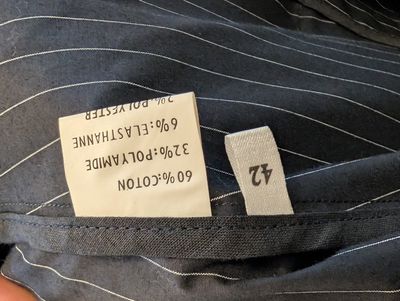 60%:COTON
32%:POLYAMIDE
6%:ELASTHANNE
2%:POLYESTER
42